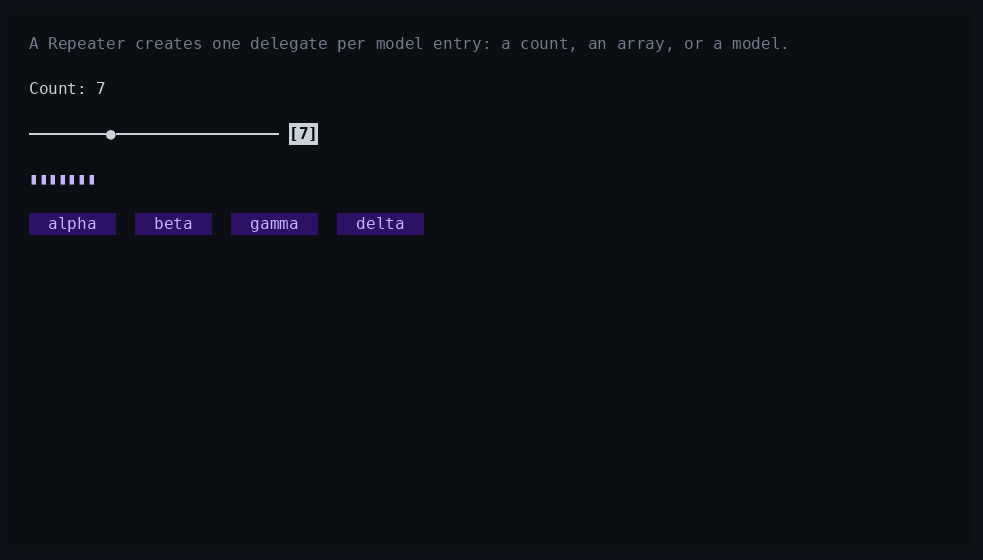 A Repeater creates one delegate per model entry: a count, an array, or a model.
Count: 7
[7]
alpha beta gamma delta